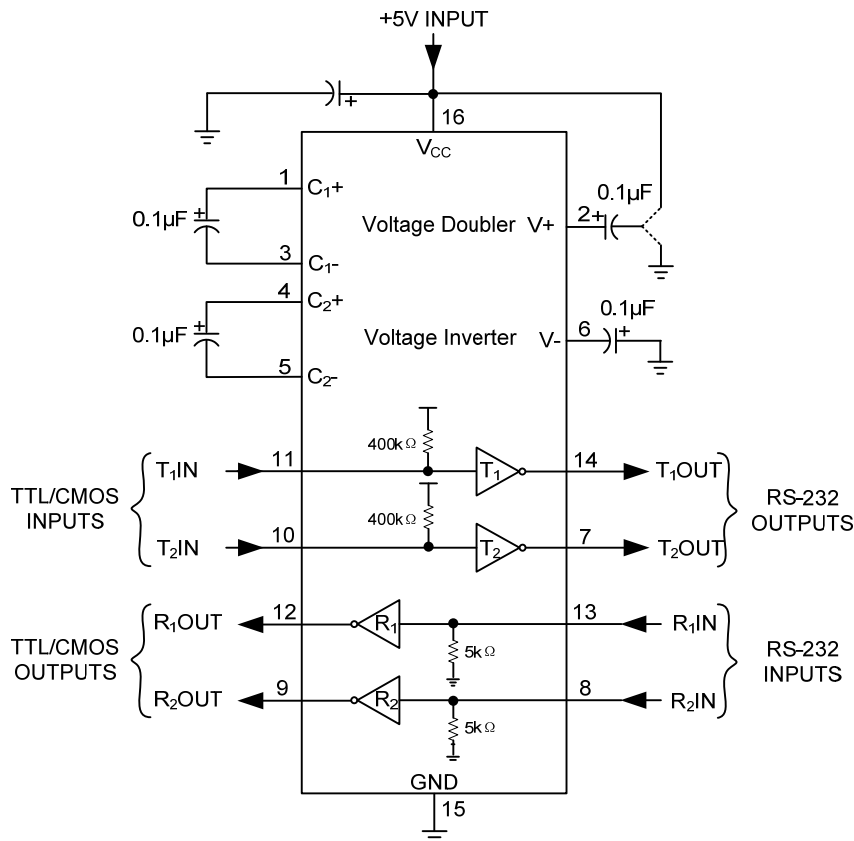 +5V INPUT
+
16
VCC
1
C1+
0.1µF
+
3
C1-
Voltage Doubler
V+
2
+
0.1µF
4
C2+
0.1µF
+
5
C2-
Voltage Inverter
V-
6
0.1µF
+
400kΩ
TTL/CMOS
INPUTS
T1IN
11
T1
14
T1OUT
RS-232
OUTPUTS
400kΩ
T2IN
10
T2
7
T2OUT
TTL/CMOS
OUTPUTS
R1OUT
12
R1
13
R1IN
RS-232
INPUTS
5kΩ
R2OUT
9
R2
8
R2IN
5kΩ
GND
15